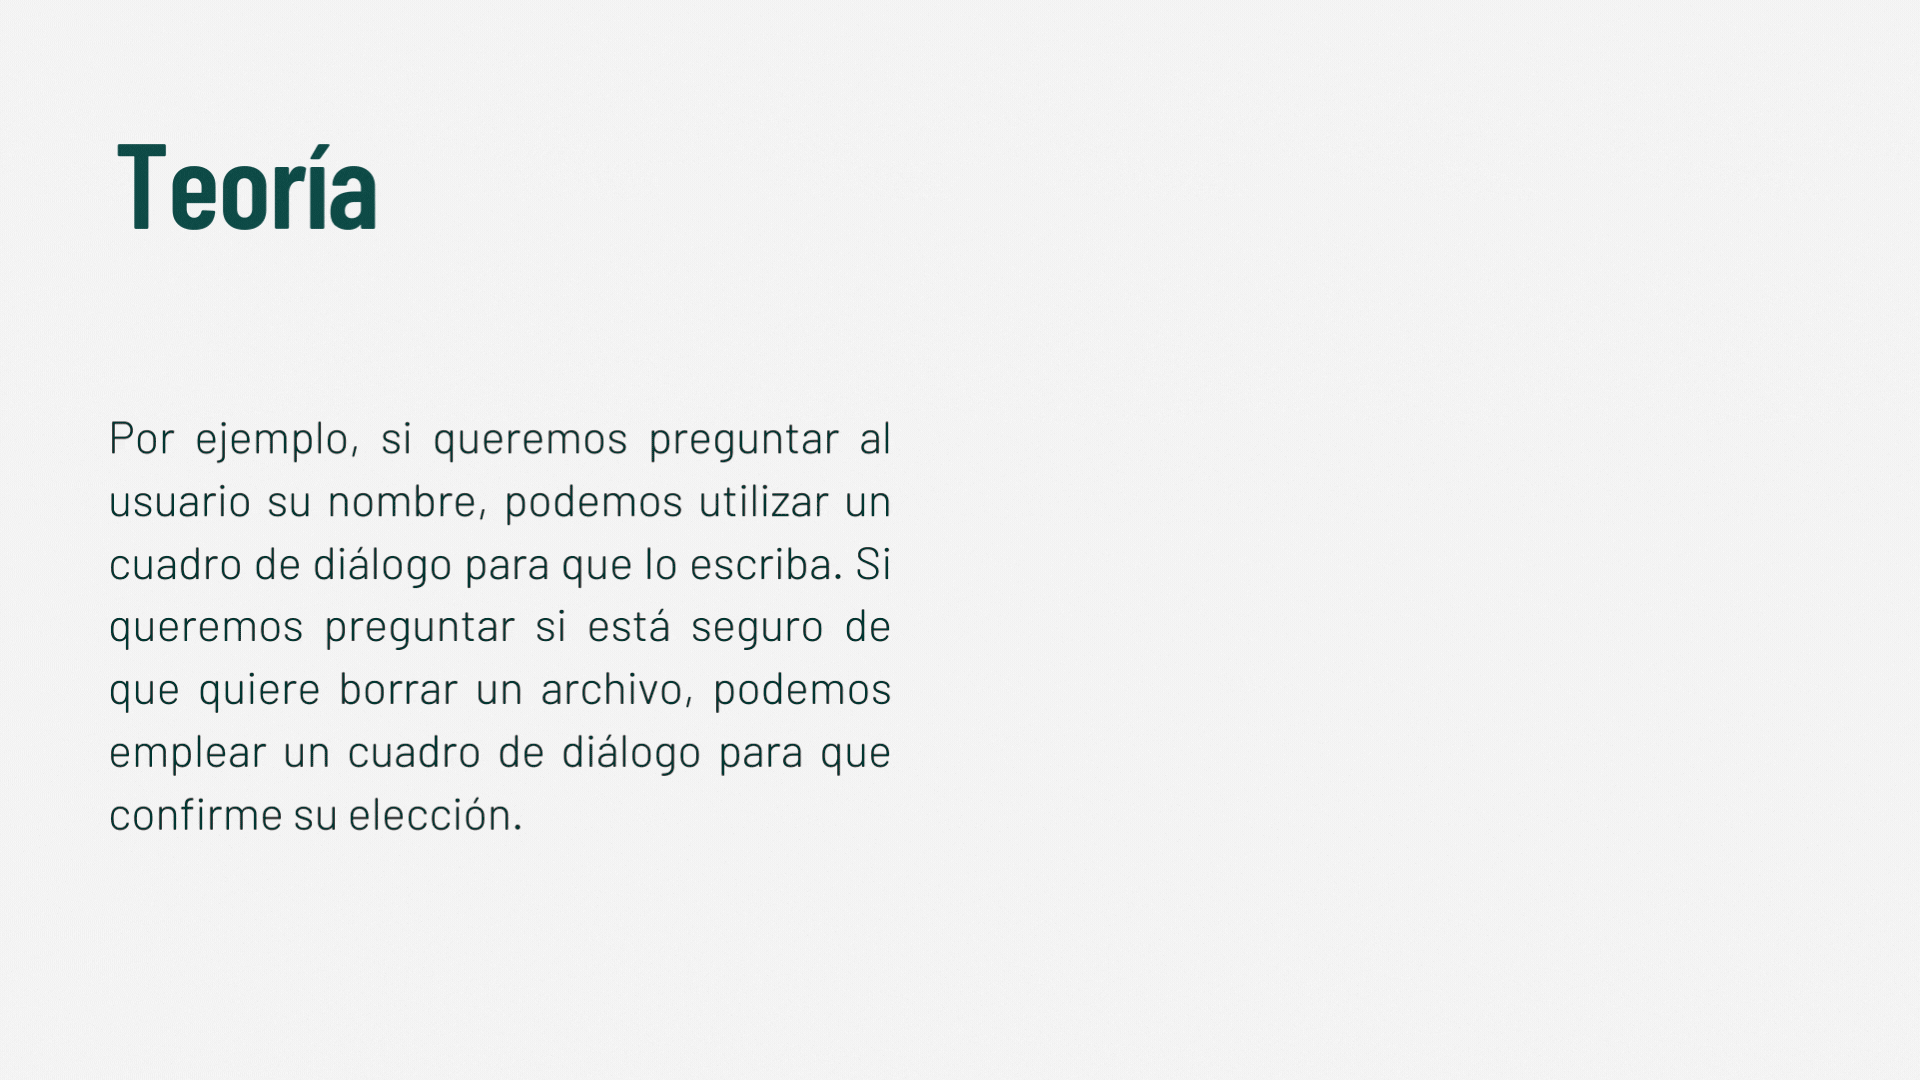 Teoría
Por ejemplo, si queremos preguntar al
usuario su nombre, podemos utilizar un
cuadro de diálogo para que lo escriba. Si
queremos preguntar si está seguro de
que quiere borrar un archivo, podemos
emplear un cuadro de diálogo para que
confirme su elección.